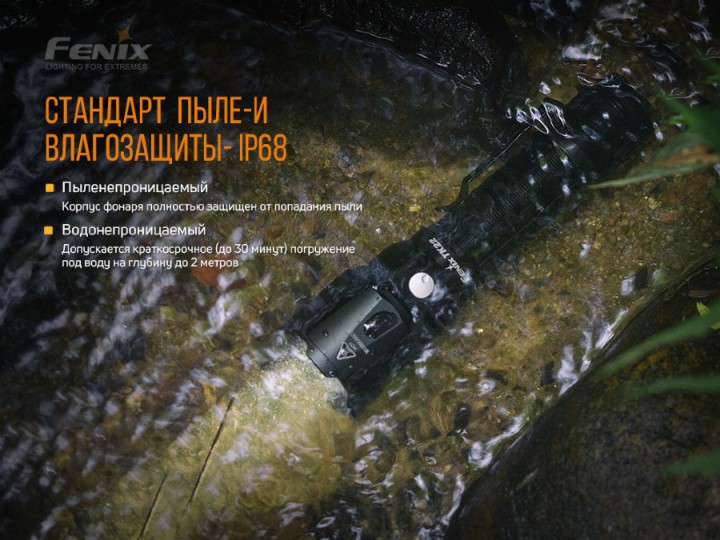 FENIX
LIGHTING FOR EXTREMES
СТАНДАРТ ПЫЛЕ-И
ВЛАГОЗАЩИТЫ- IP68
Пыленепроницаемый
Корпус фонаря полностью защищен от попадания пыли
Водонепроницаемый
Допускается краткосрочное (до 30 минут) погружение
под воду на глубину до 2 метров
FENIX TK22